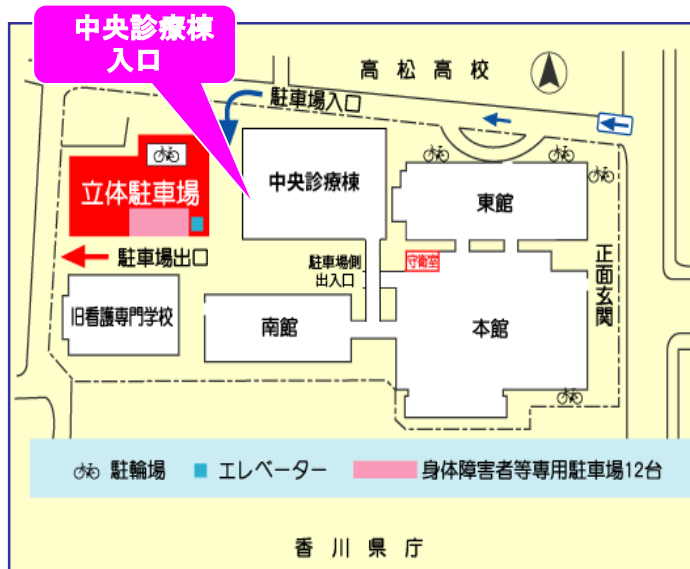 中央診療棟
入口
高松高校
駐車場入口
立体駐車場
中央診療棟
東館
駐車場出口
駐車場側
出入口
守衛室
正面玄関
旧看護専門学校
南館
本館
駐輪場
エレベーター
身体障害者等専用駐車場12台
香川県庁